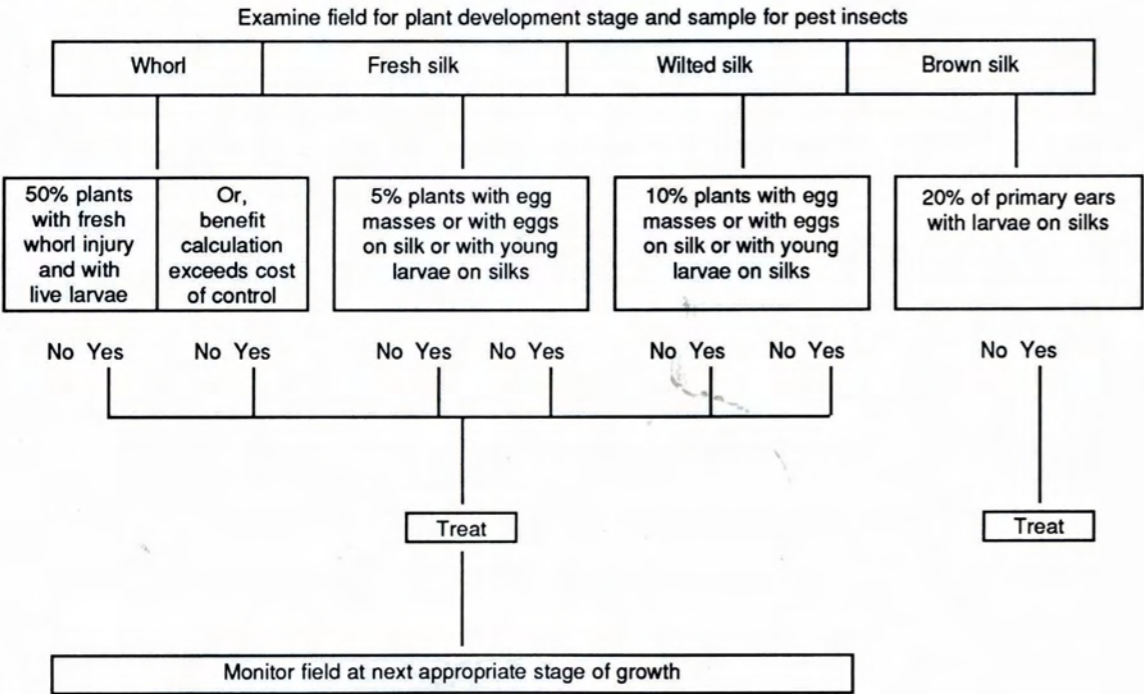 Examine field for plant development stage and sample for pest insects
Whorl
Fresh silk
Wilted silk
Brown silk
50% plants
with fresh
whorl injury
and with
live larvae
Or,
benefit
calculation
exceeds cost
of control
5% plants with egg
masses or with eggs
on silk or with young
larvae on silks
10% plants with egg
masses or with eggs
on silk or with young
larvae on silks
20% of primary ears
with larvae on silks
No Yes
No Yes
No Yes
No Yes
No Yes
No Yes
No Yes
Treat
Treat
Monitor field at next appropriate stage of growth